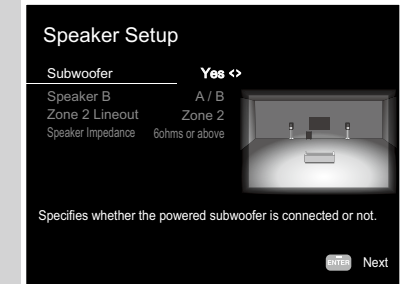 Speaker Setup
Subwoofer Yes <>
Speaker B A / B
Zone 2 Lineout Zone 2
Speaker Impedance 6ohms or above
Specifies whether the powered subwoofer is connected or not.
ENTER Next